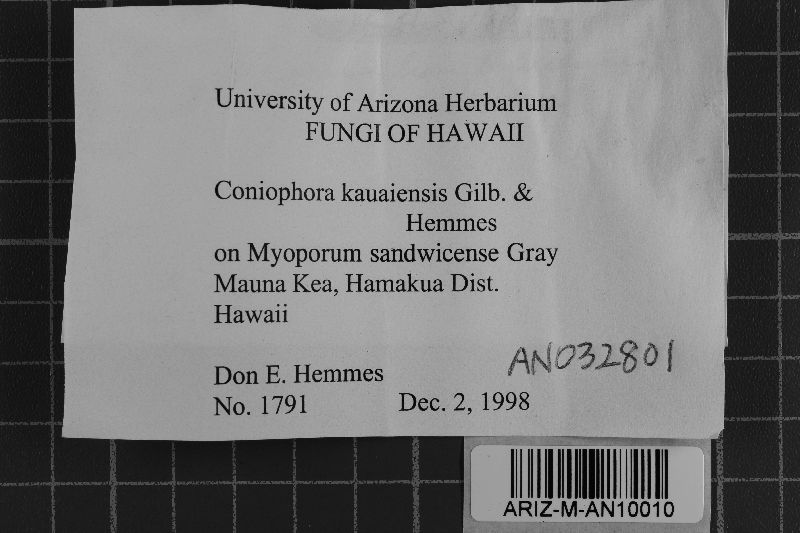 University of Arizona Herbarium
FUNGI OF HAWAII
Coniophora kauaiensis Gilb. &
Hemmes
on Myoporum sandwicense Gray
Mauna Kea, Hamakua Dist.
Hawaii
AN032801
Don E. Hemmes
No. 1791 Dec. 2, 1998
ARIZ-M-AN10010